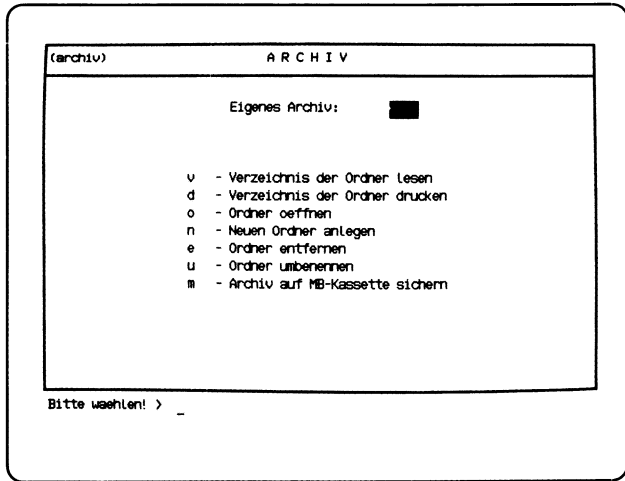 (archiv) A R C H I V
Eigenes Archiv:
v - Verzeichnis der Ordner lesen
d - Verzeichnis der Ordner drucken
o - Ordner oeffnen
n - Neuen Ordner anlegen
e - Ordner entfernen
u - Ordner umbenennen
m - Archiv auf MB-Kassette sichern
Bitte waehlen! > _